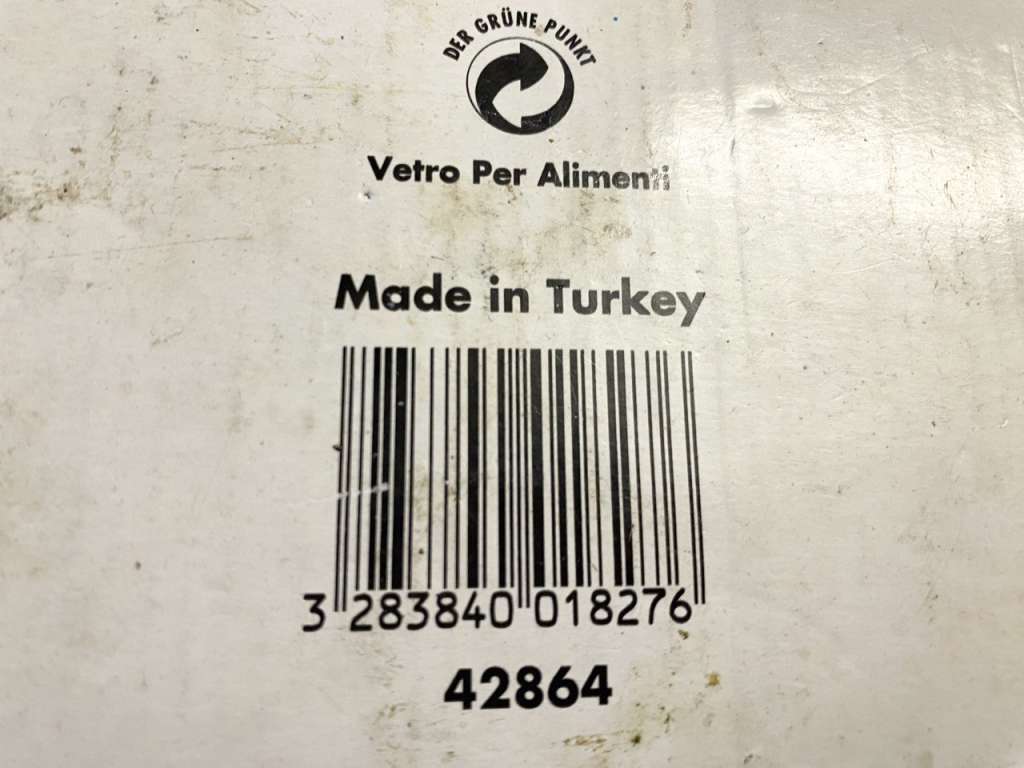 DER GRÜNE PUNKT
Vetro Per Alimenti
Made in Turkey
3 283840 018276
42864